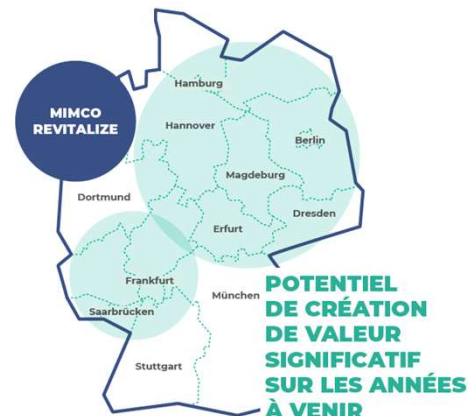 Hamburg
MIMCO
REVITALIZE
Hannover
Berlin
Magdeburg
Dortmund
Dresden
Erfurt
Frankfurt
München
Saarbrücken
Stuttgart
POTENTIEL
DE CRÉATION
DE VALEUR
SIGNIFICATIF
SUR LES ANNÉES
À VENIR